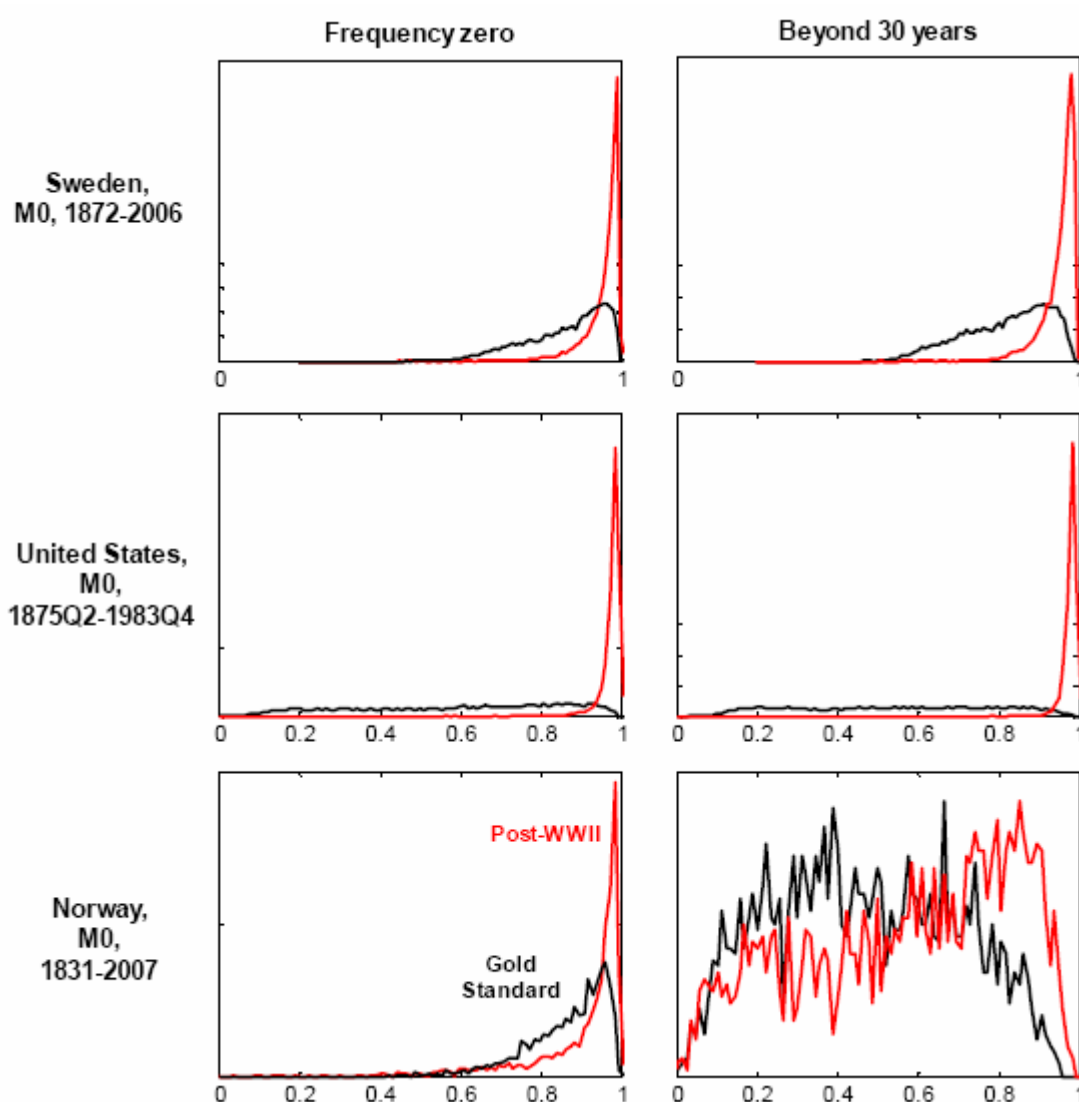 Frequency zero
Beyond 30 years
Sweden,
M0, 1872-2006
0 1
0 1
United States,
M0,
1875Q2-1983Q4
0 0.2 0.4 0.6 0.8 1
0 0.2 0.4 0.6 0.8 1
Norway,
M0,
1831-2007
Post-WWII
Gold
Standard
0 0.2 0.4 0.6 0.8 1
0 0.2 0.4 0.6 0.8 1